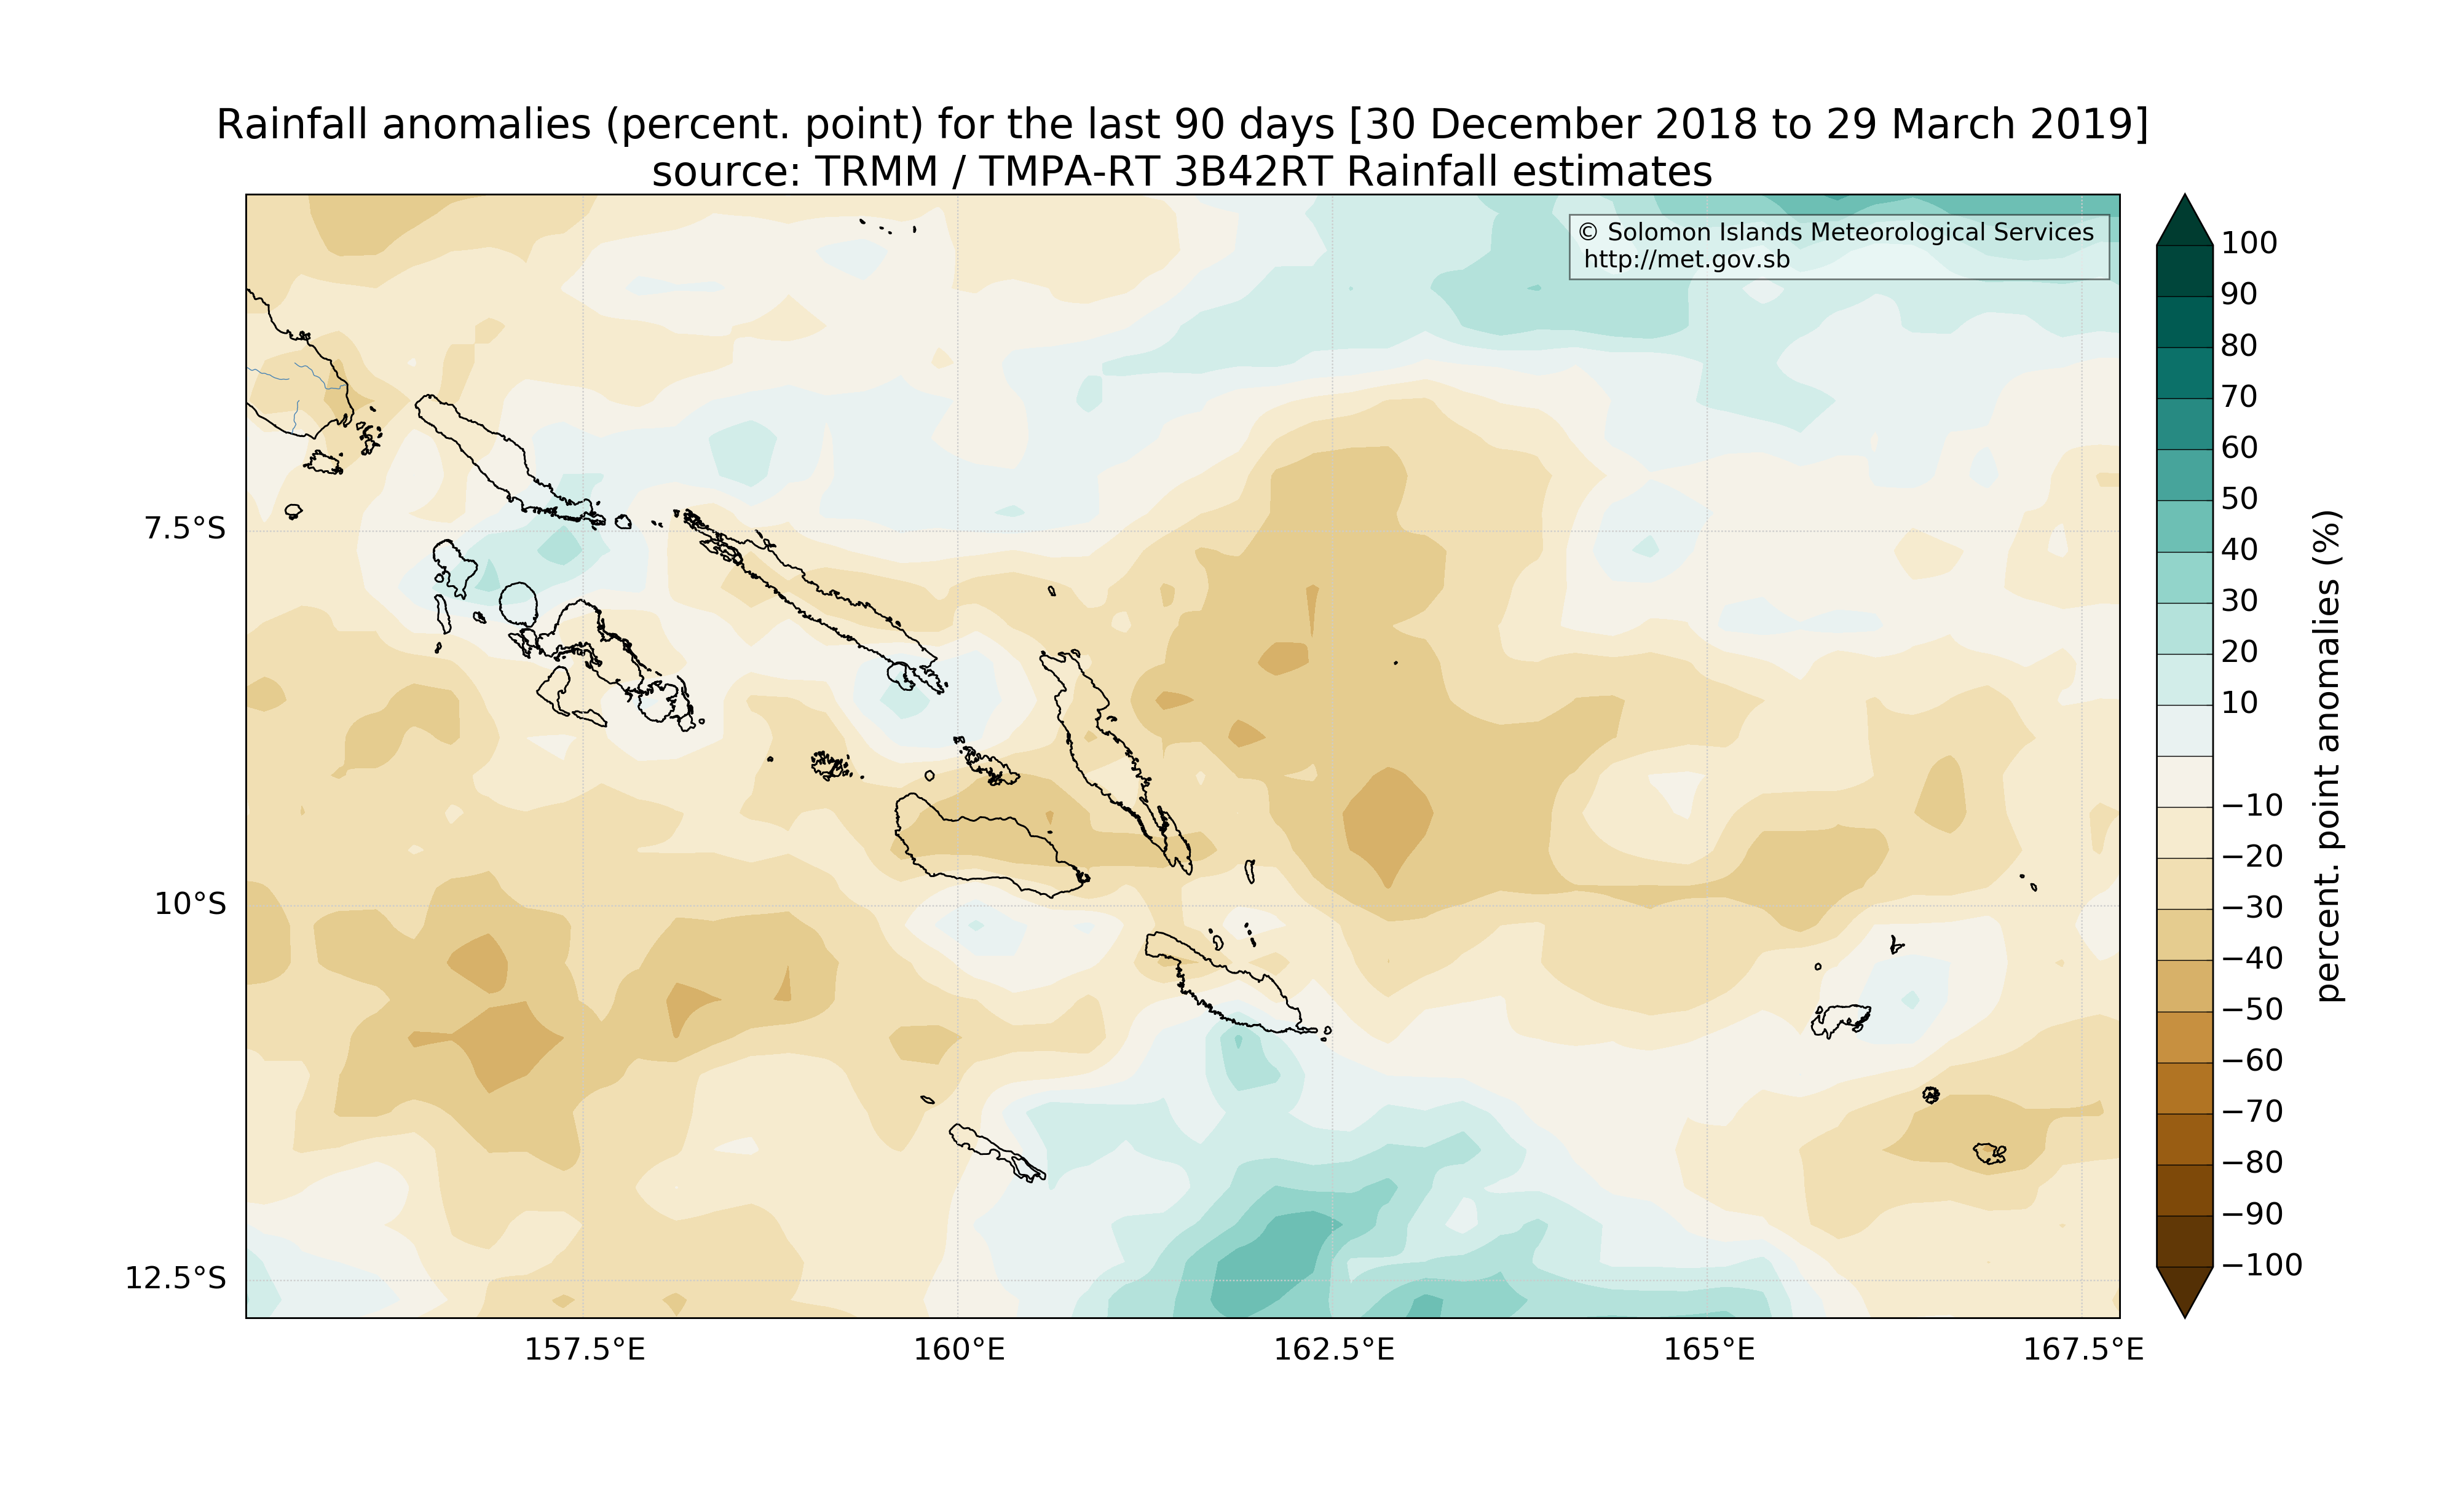 Rainfall anomalies (percent. point) for the last 90 days [30 December 2018 to 29 March 2019]
source: TRMM / TMPA-RT 3B42RT Rainfall estimates
© Solomon Islands Meteorological Services
http://met.gov.sb
7.5°S
10°S
12.5°S
157.5°E
160°E
162.5°E
165°E
167.5°E
100
90
80
70
60
50
40
30
20
10
−10
−20
−30
−40
−50
−60
−70
−80
−90
−100
percent. point anomalies (%)